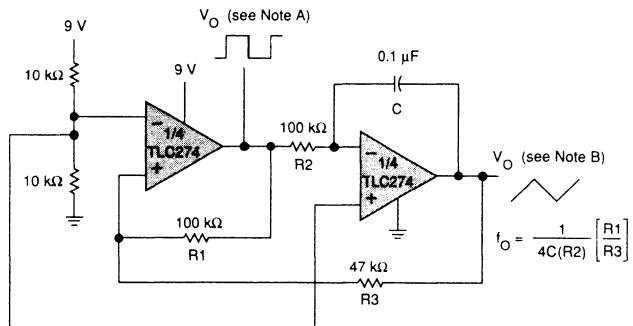 V_O (see Note A)
9 V
10 kΩ
9 V
−
1/4
TLC274
+
10 kΩ
100 kΩ
R1
100 kΩ
R2
0.1 μF
C
−
1/4
TLC274
+
V_O (see Note B)
f_O = 1 / 4C(R2) [R1 / R3]
47 kΩ
R3